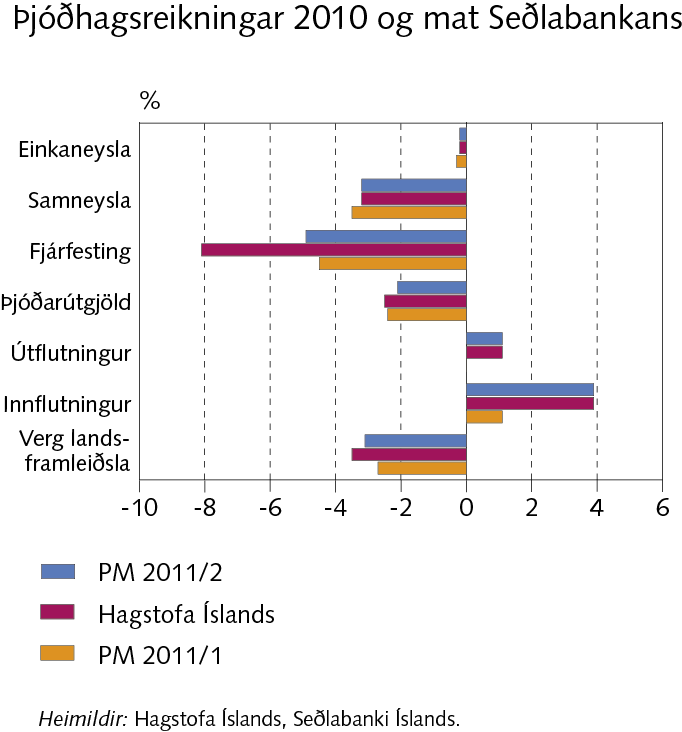 Þjóðhagsreikningar 2010 og mat Seðlabankans
%
Einkaneysla
Samneysla
Fjárfesting
Þjóðarútgjöld
Útflutningur
Innflutningur
Verg lands-
framleiðsla
-10 -8 -6 -4 -2 0 2 4 6
PM 2011/2
Hagstofa Íslands
PM 2011/1
Heimildir: Hagstofa Íslands, Seðlabanki Íslands.